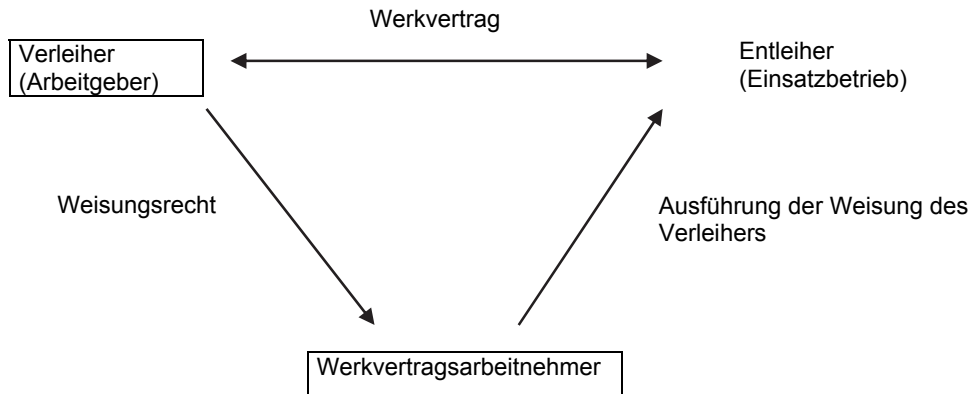 Werkvertrag
Verleiher
(Arbeitgeber)
Entleiher
(Einsatzbetrieb)
Weisungsrecht
Ausführung der Weisung des
Verleihers
Werkvertragsarbeitnehmer